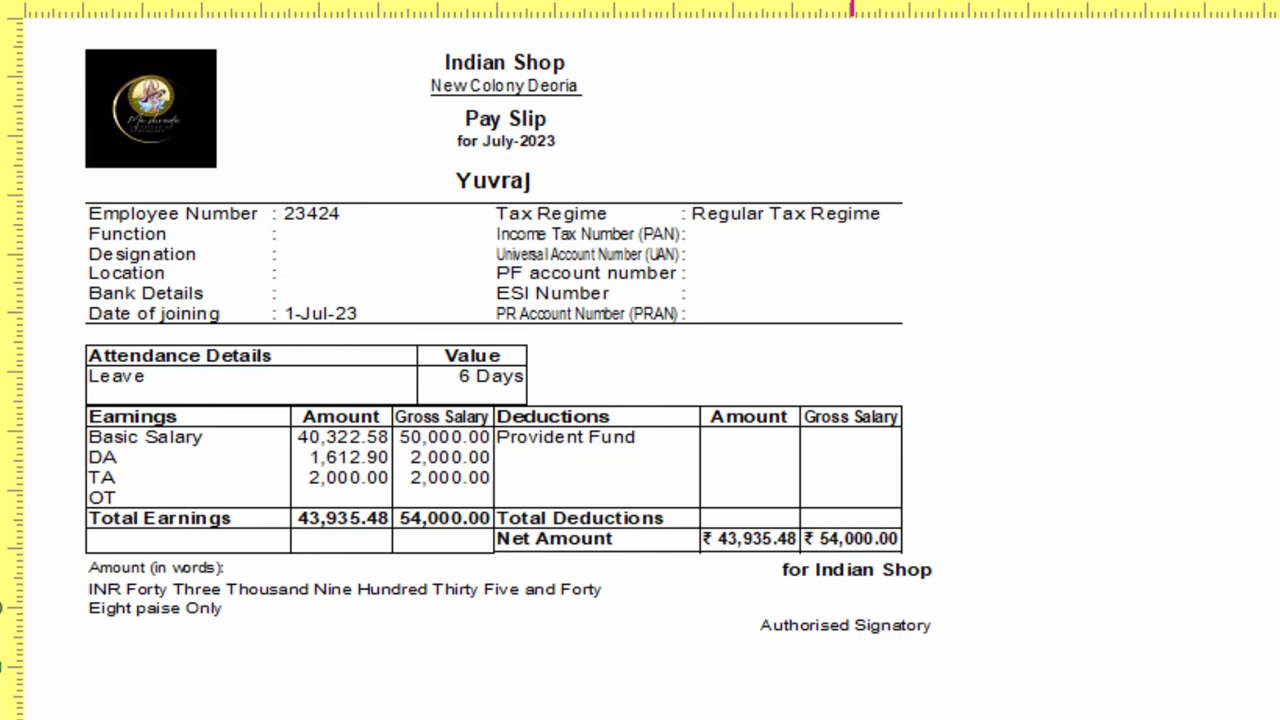 Indian Shop
New Colony Deoria
Pay Slip
for July-2023
Yuvraj
Employee Number : 23424 Tax Regime : Regular Tax Regime
Function : Income Tax Number (PAN) :
Designation : Universal Account Number (UAN) :
Location : PF account number :
Bank Details : ESI Number :
Date of joining : 1-Jul-23 PR Account Number (PRAN) :
Attendance Details Value
Leave 6 Days
Earnings Amount Gross Salary Deductions Amount Gross Salary
Basic Salary 40,322.58 50,000.00 Provident Fund
DA 1,612.90 2,000.00
TA 2,000.00 2,000.00
OT
Total Earnings 43,935.48 54,000.00 Total Deductions
Net Amount ₹ 43,935.48 ₹ 54,000.00
Amount (in words):
for Indian Shop
INR Forty Three Thousand Nine Hundred Thirty Five and Forty
Eight paise Only
Authorised Signatory